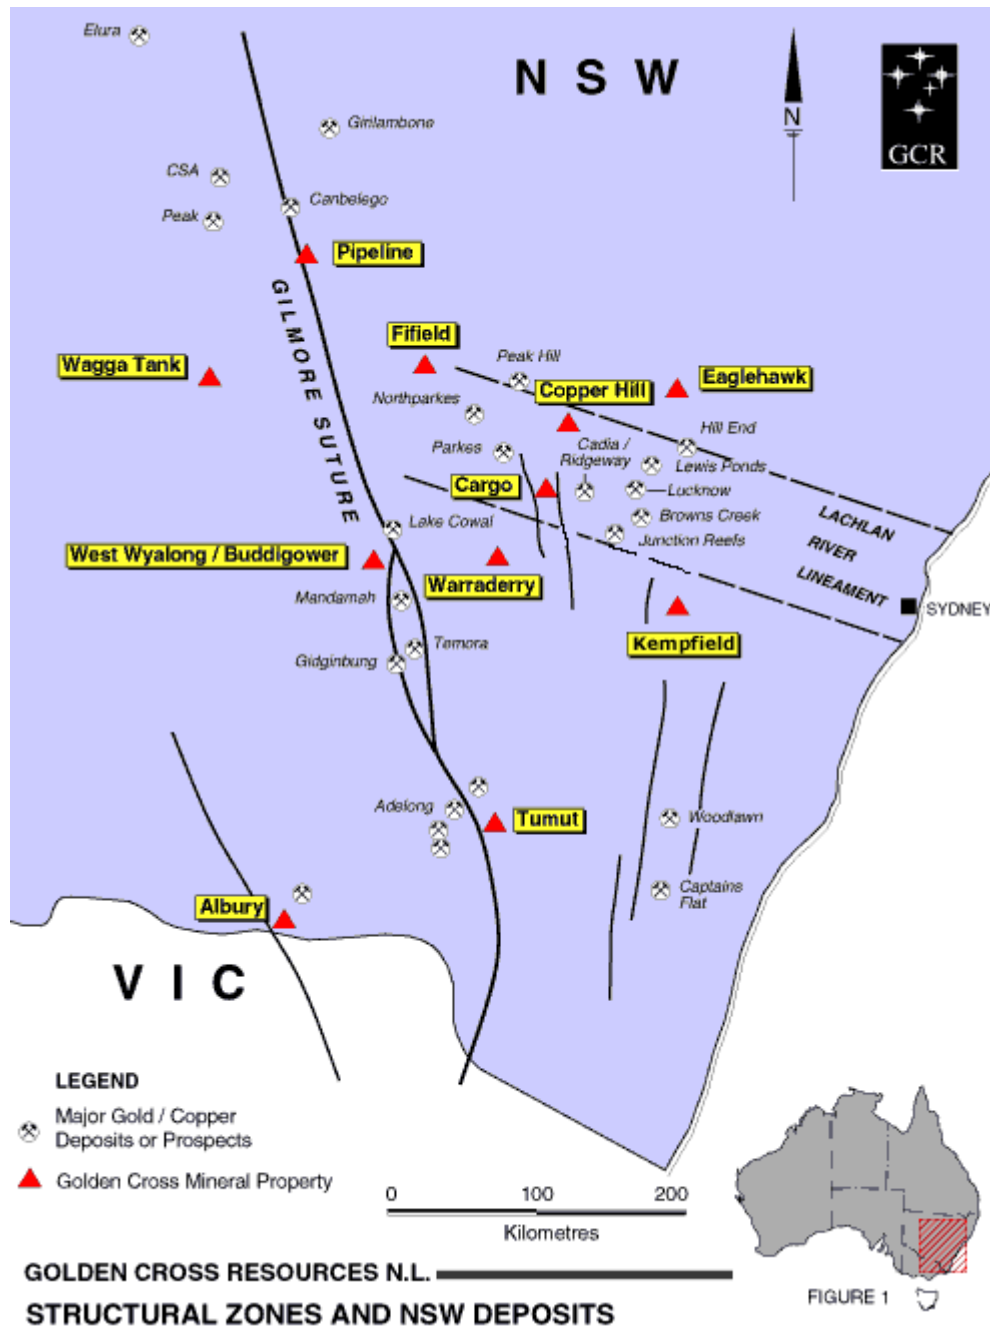 Elura
N S W
GCR
N
Girilambone
CSA
Canbelego
Peak
Pipeline
GILMORE SUTURE
Fifield
Wagga Tank
Peak Hill
Eaglehawk
Copper Hill
Northparkes
Hill End
Parkes
Cadia /
Ridgeway
Lewis Ponds
Cargo
Lucknow
Browns Creek
Lake Cowal
Junction Reefs
LACHLAN
RIVER
LINEAMENT
West Wyalong / Buddigower
Warraderry
Mandamah
SYDNEY
Kempfield
Temora
Gidginbung
Adelong
Tumut
Woodlawn
Captains
Flat
Albury
V I C
LEGEND
Major Gold / Copper
Deposits or Prospects
Golden Cross Mineral Property
0 100 200
Kilometres
GOLDEN CROSS RESOURCES N.L.
FIGURE 1
STRUCTURAL ZONES AND NSW DEPOSITS